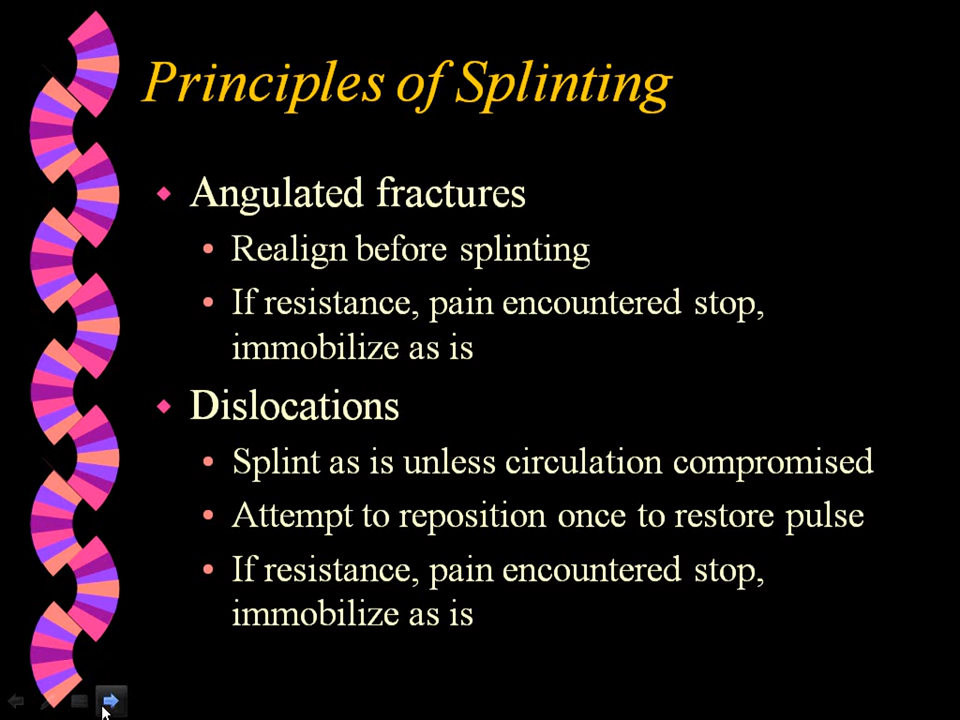 Principles of Splinting
Angulated fractures
Realign before splinting
If resistance, pain encountered stop,
immobilize as is
Dislocations
Splint as is unless circulation compromised
Attempt to reposition once to restore pulse
If resistance, pain encountered stop,
immobilize as is